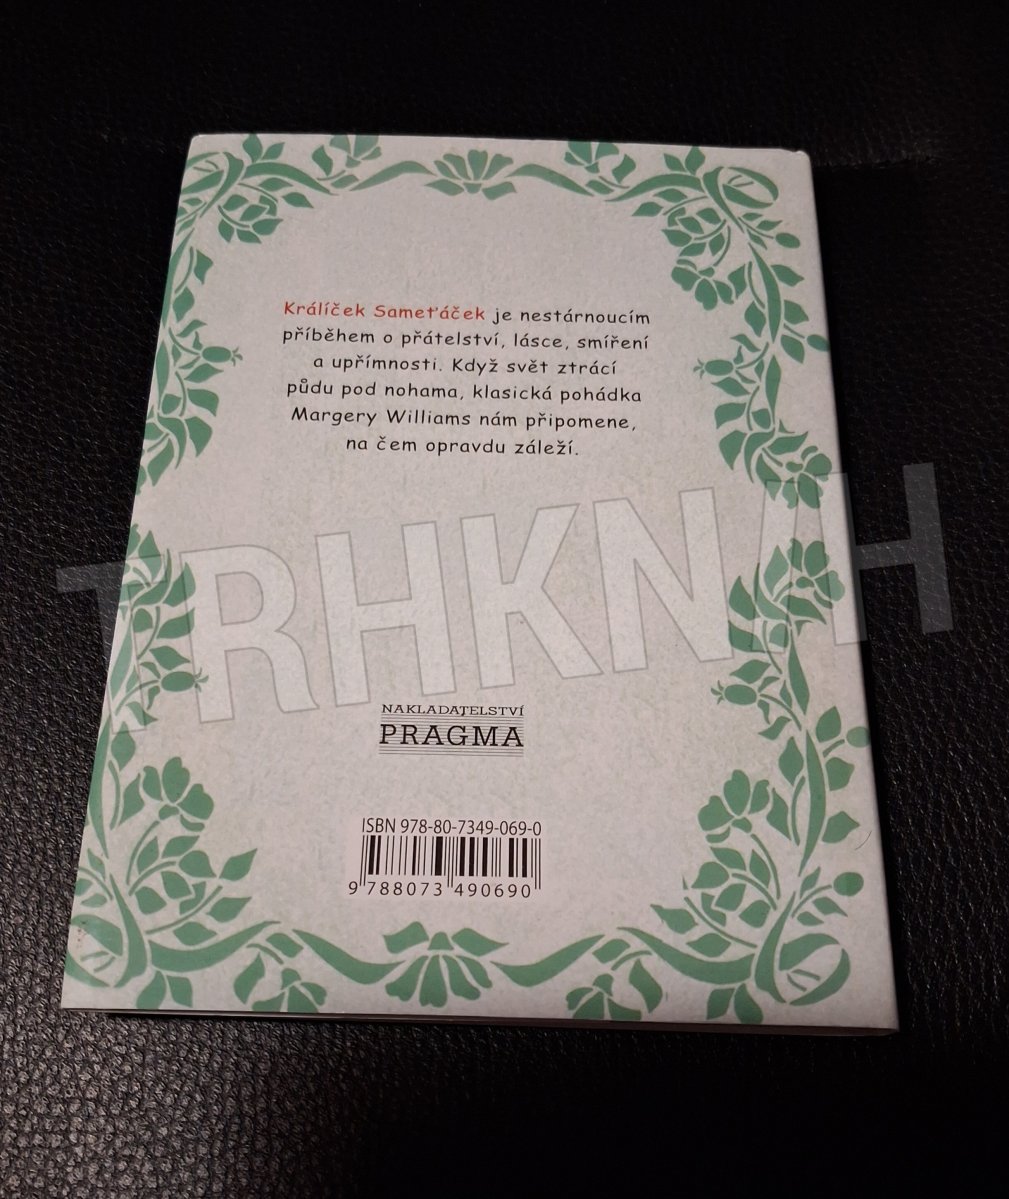 Králíček Sameťáček je nestárnoucím
příběhem o přátelství, lásce, smíření
a upřímnosti. Když svět ztrácí
půdu pod nohama, klasická pohádka
Margery Williams nám připomene,
na čem opravdu záleží.
TRHKNIH
NAKLADATELSTVÍ
PRAGMA
ISBN 978-80-7349-069-0
9 788073 490690